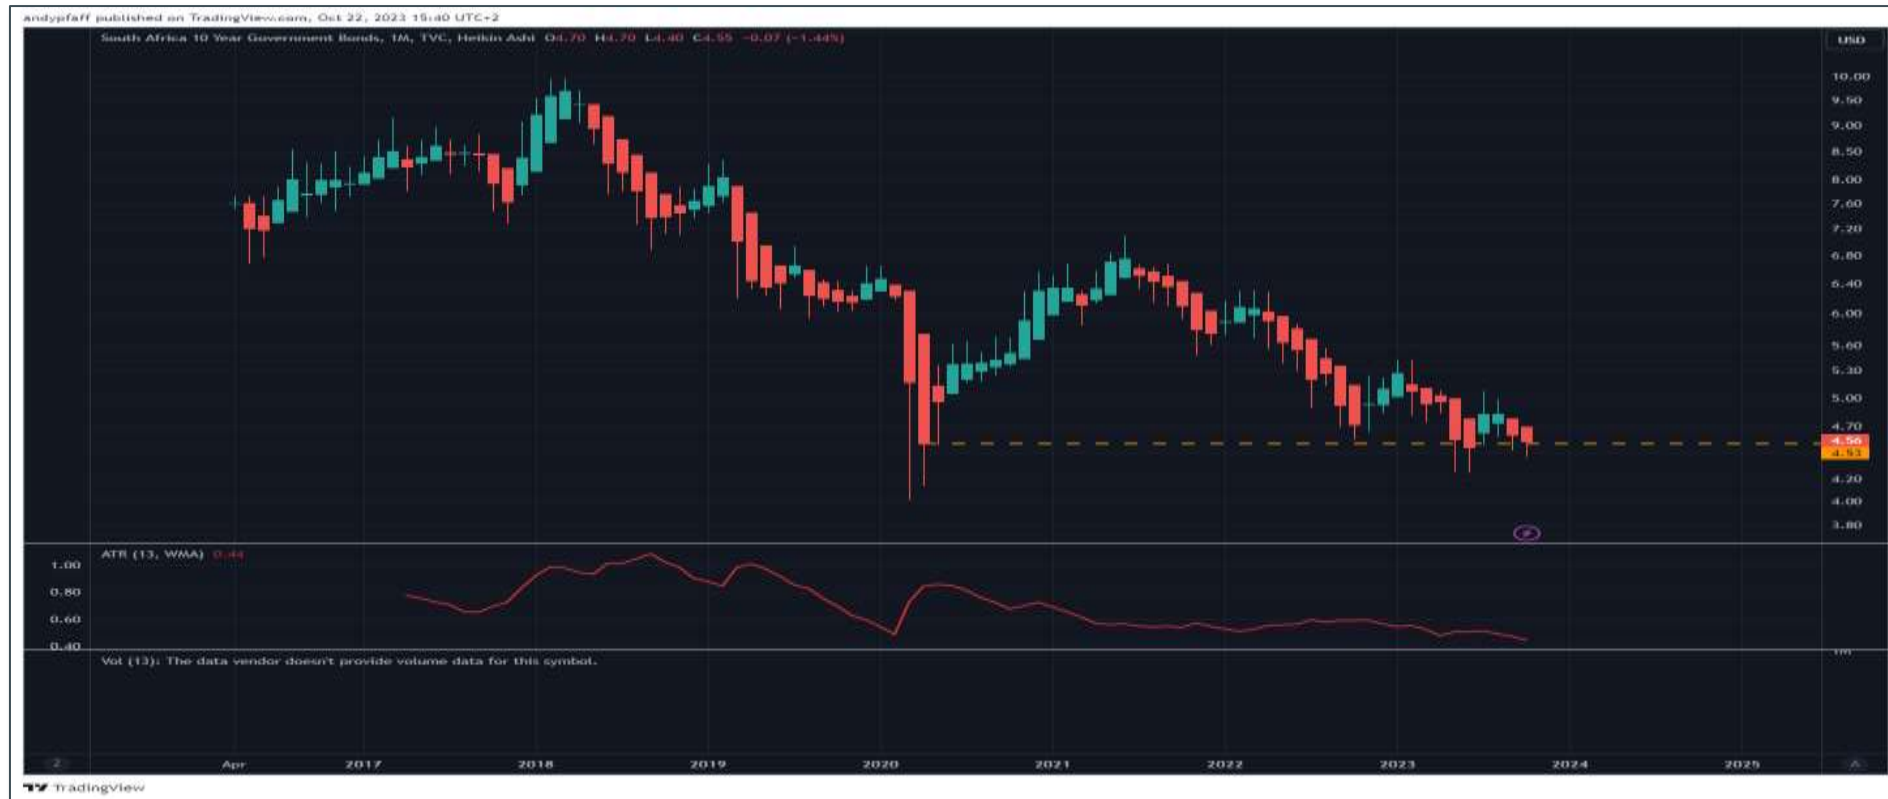 andypfaff published on TradingView.com, Oct 22, 2023 15:40 UTC+2
South Africa 10 Year Government Bonds, 1M, TVC, Heikin Ashi O4.70 H4.70 L4.40 C4.55 −0.07 (−1.44%)
USD
10.00
9.50
9.00
8.50
8.00
7.60
7.20
6.80
6.40
6.00
5.60
5.30
5.00
4.70
4.56
4.53
4.20
4.00
3.80
ATR (13, WMA) 0.44
1.00
0.80
0.60
0.40
Vol (13): The data vendor doesn't provide volume data for this symbol.
1M
Z Apr 2017 2018 2019 2020 2021 2022 2023 2024 2025 A
TradingView